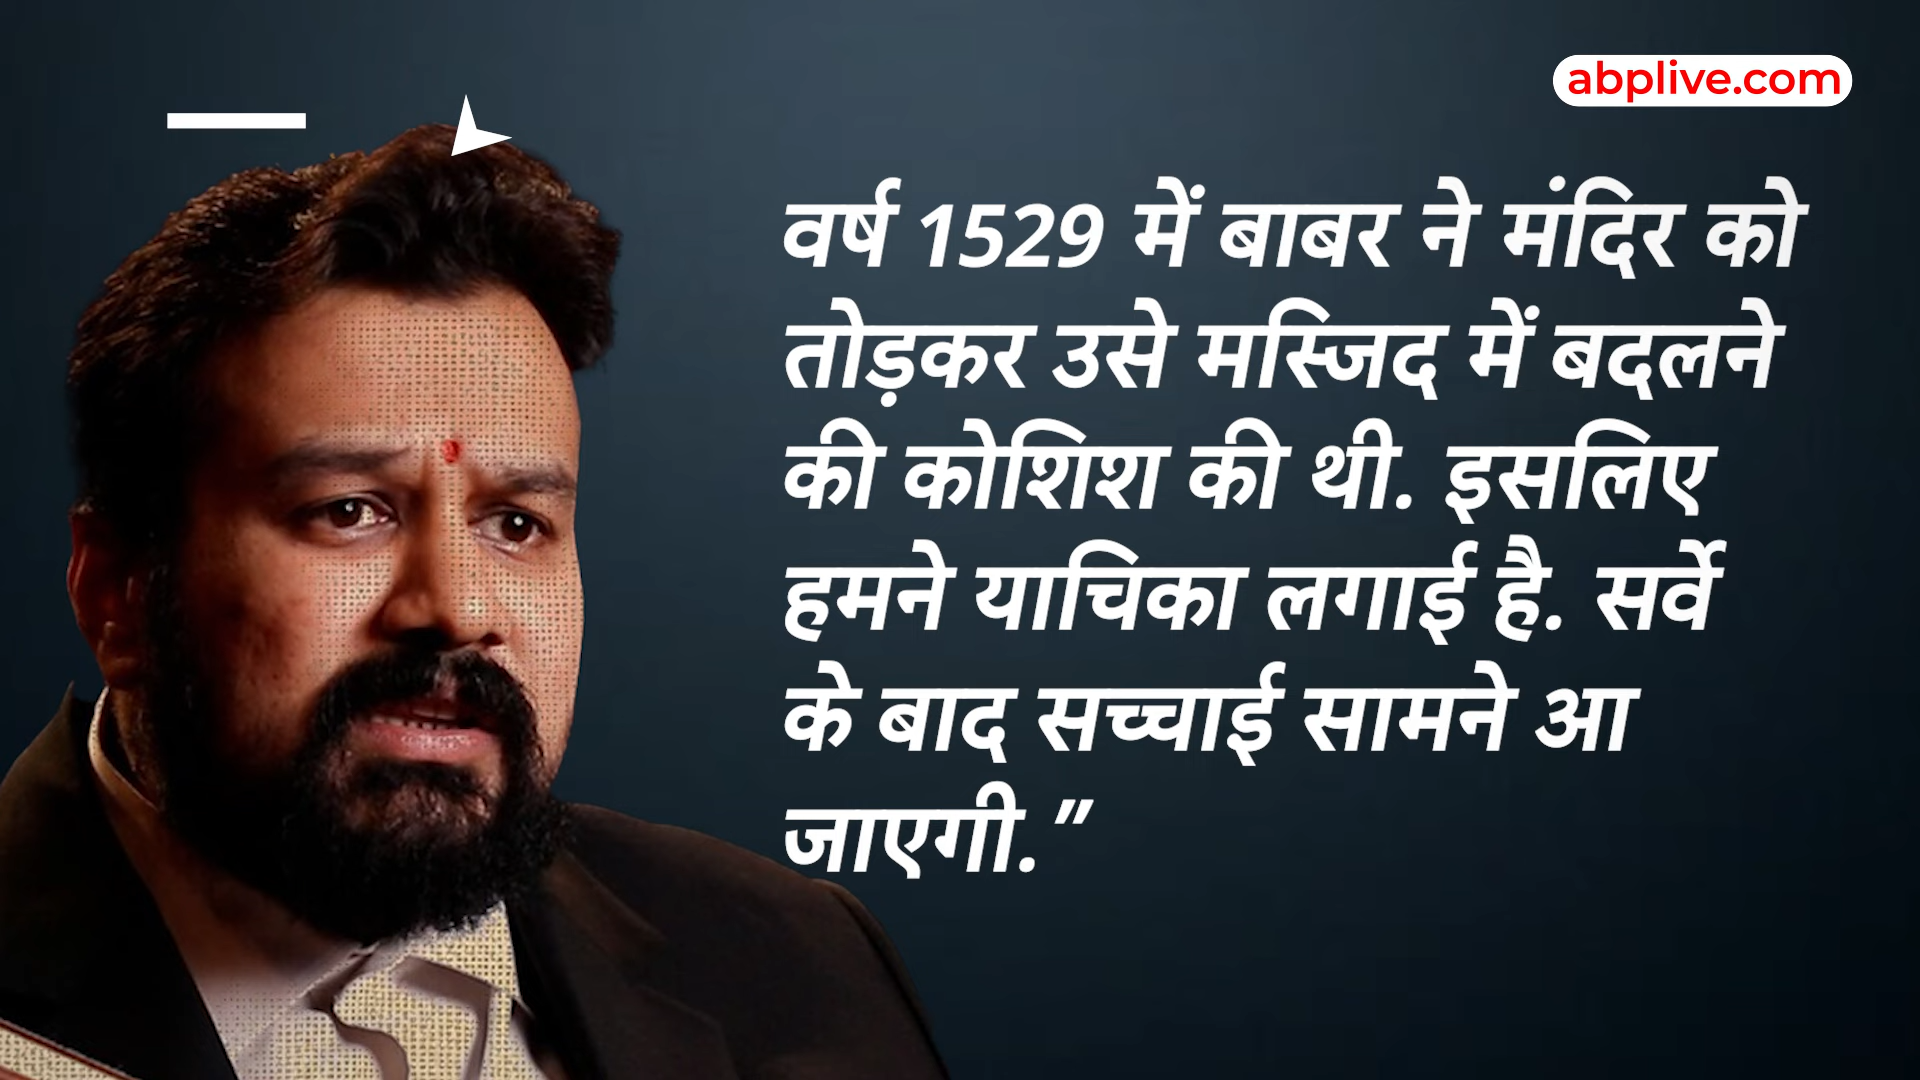 abplive.com
वर्ष 1529 में बाबर ने मंदिर को
तोड़कर उसे मस्जिद में बदलने
की कोशिश की थी. इसलिए
हमने याचिका लगाई है. सर्वे
के बाद सच्चाई सामने आ
जाएगी.”